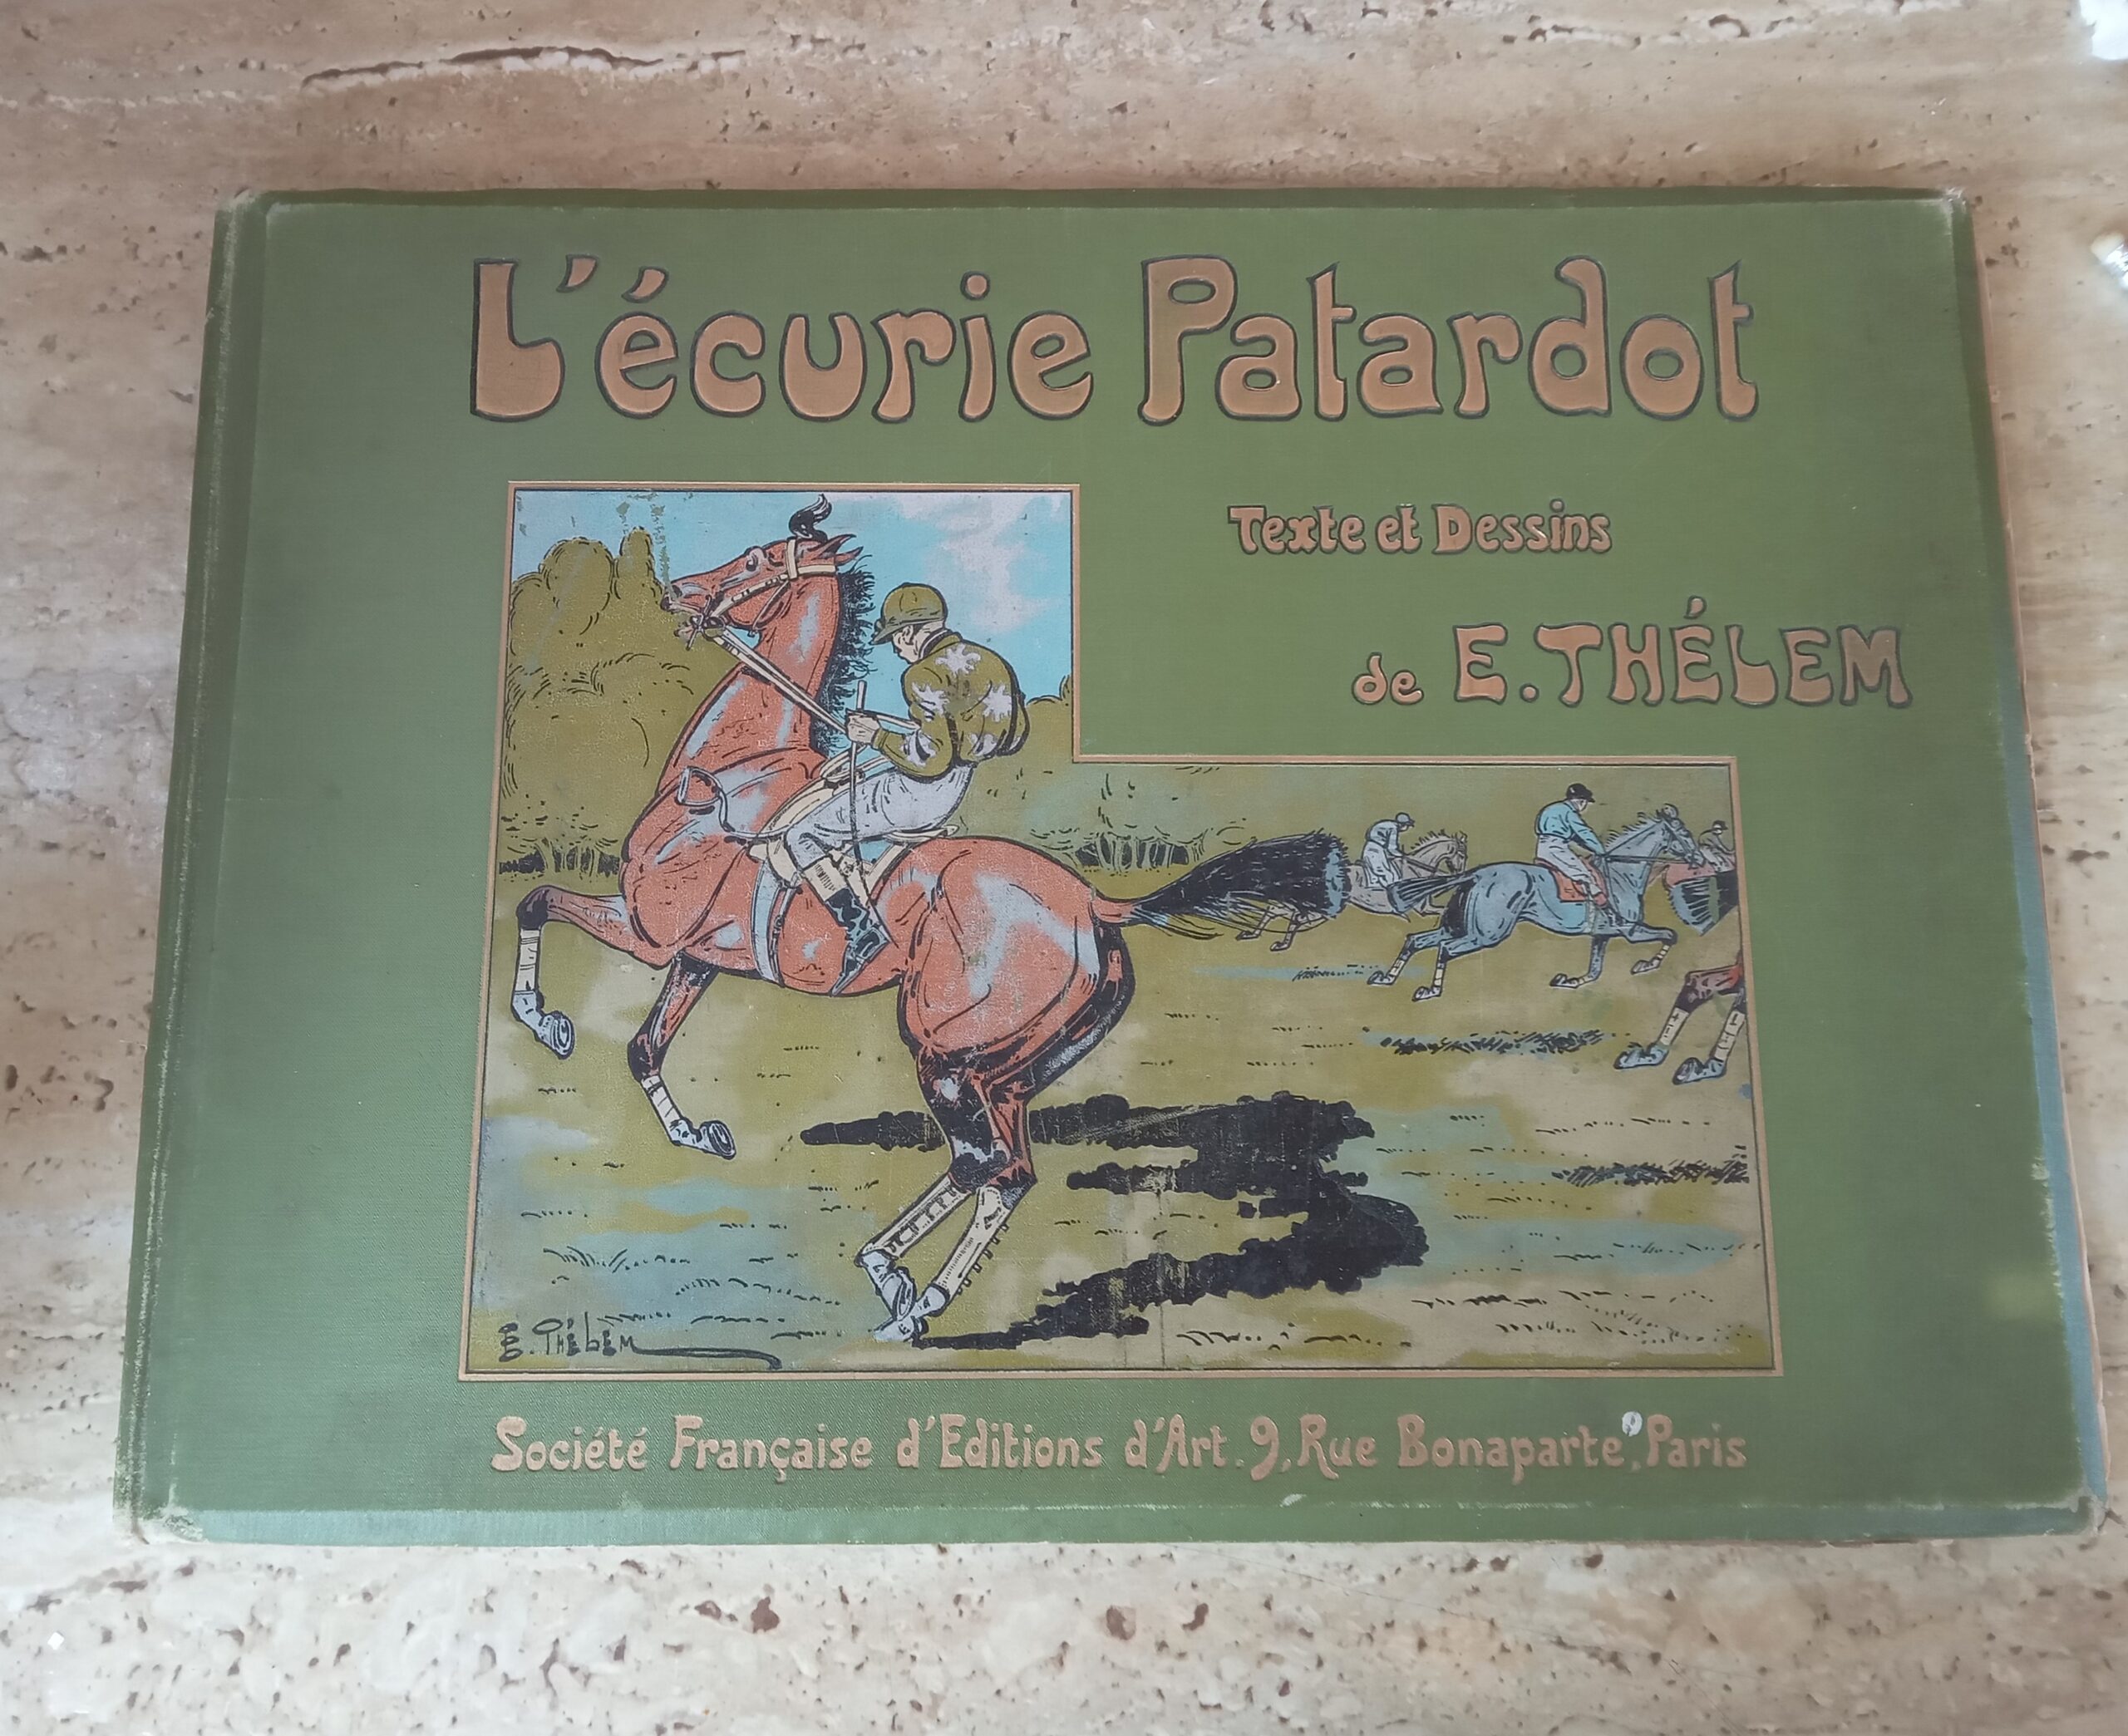 L'écurie Patardot
Texte et Dessins
de E. THÉLEM
E. THÉLEM
Société Française d'Editions d'Art. 9, Rue Bonaparte, Paris